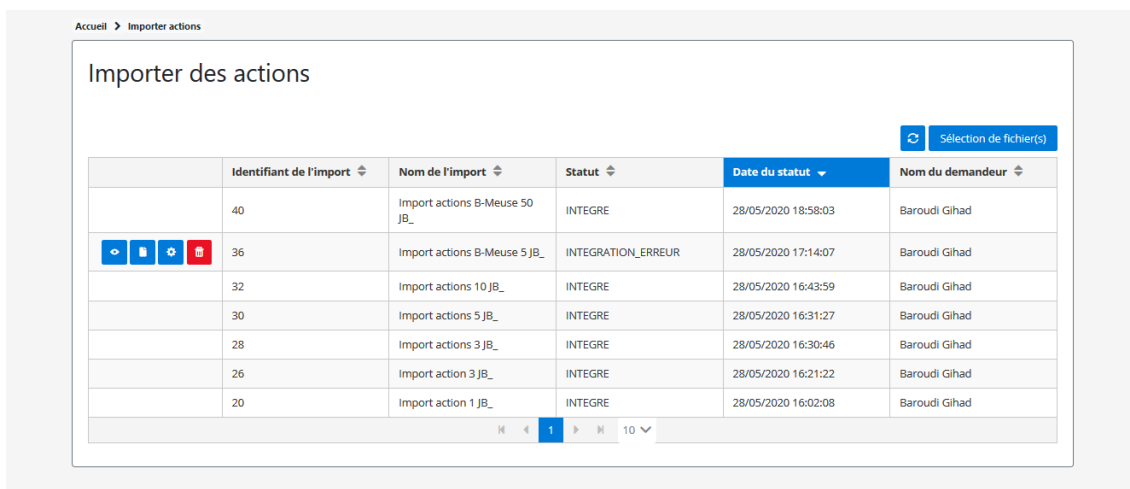 Accueil > Importer actions
Importer des actions
Sélection de fichier(s)
Identifiant de l'import Nom de l'import Statut Date du statut Nom du demandeur
40 Import actions B-Meuse 50 JB_ INTEGRE 28/05/2020 18:58:03 Baroudi Gihad
36 Import actions B-Meuse 5 JB_ INTEGRATION_ERREUR 28/05/2020 17:14:07 Baroudi Gihad
32 Import actions 10 JB_ INTEGRE 28/05/2020 16:43:59 Baroudi Gihad
30 Import actions 5 JB_ INTEGRE 28/05/2020 16:31:27 Baroudi Gihad
28 Import actions 3 JB_ INTEGRE 28/05/2020 16:30:46 Baroudi Gihad
26 Import action 3 JB_ INTEGRE 28/05/2020 16:21:22 Baroudi Gihad
20 Import action 1 JB_ INTEGRE 28/05/2020 16:02:08 Baroudi Gihad
1 10